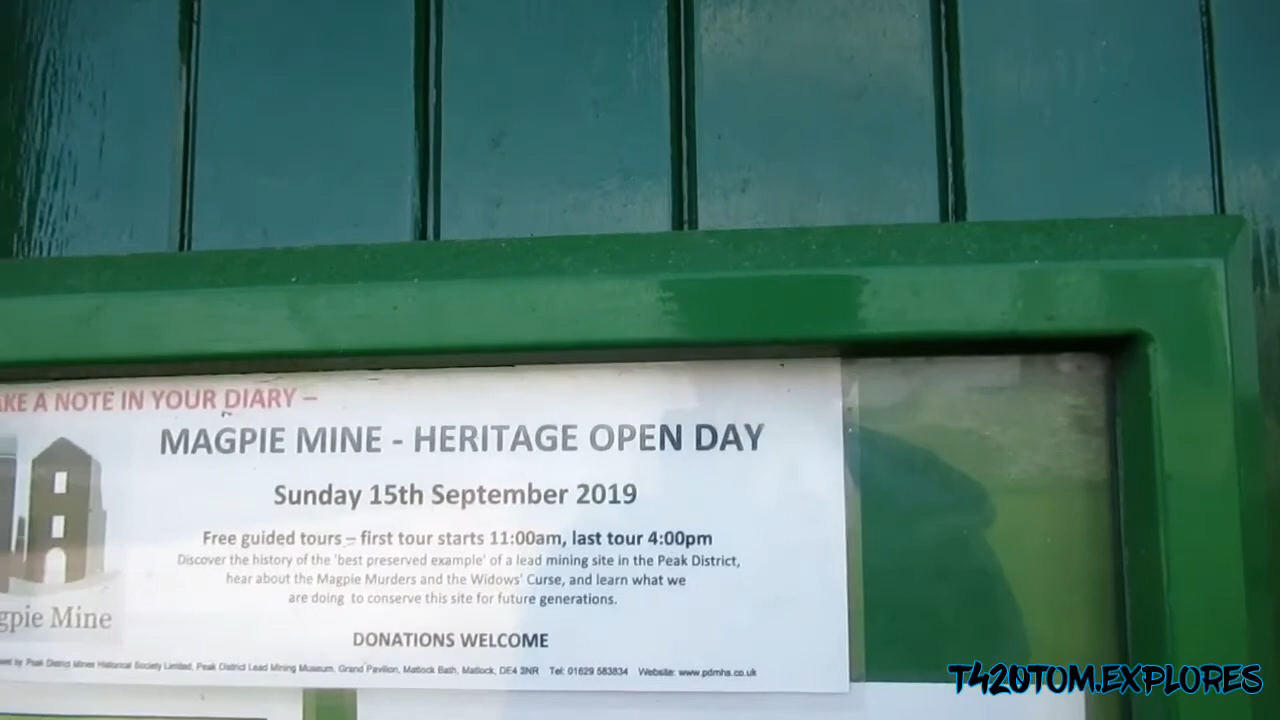 AKE A NOTE IN YOUR DIARY –
MAGPIE MINE - HERITAGE OPEN DAY
Sunday 15th September 2019
Free guided tours – first tour starts 11:00am, last tour 4:00pm
Discover the history of the 'best preserved example' of a lead mining site in the Peak District,
hear about the Magpie Murders and the Widows' Curse, and learn what we
are doing to conserve this site for future generations.
gpie Mine
DONATIONS WELCOME
by Peak District Mines Historical Society Limited, Peak District Lead Mining Museum, Grand Pavilion, Matlock Bath, Matlock, DE4 3NR Tel: 01629 583834 Website: www.pdmhs.co.uk
T420TOM.EXPLORES